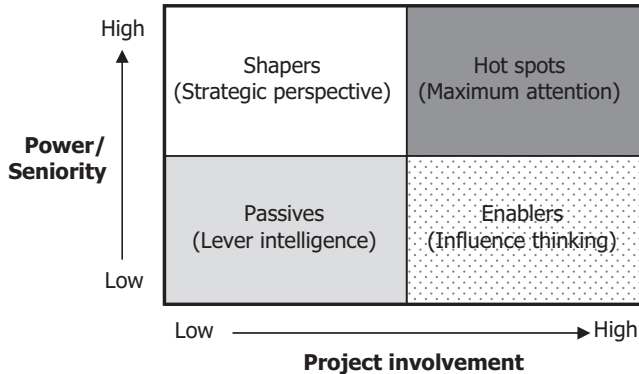 High
Shapers
(Strategic perspective)
Hot spots
(Maximum attention)
Power/
Seniority
Passives
(Lever intelligence)
Enablers
(Influence thinking)
Low
Low
High
Project involvement